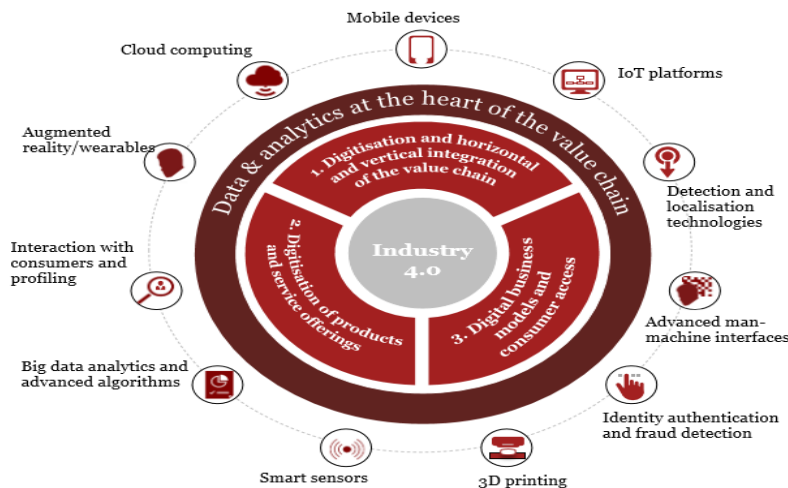 Mobile devices
Cloud computing
IoT platforms
Augmented
reality/wearables
Detection and
localisation
technologies
Interaction with
consumers and
profiling
Advanced man-
machine interfaces
Big data analytics and
advanced algorithms
Identity authentication
and fraud detection
Smart sensors
3D printing
Data & analytics at the heart of the value chain
1. Digitisation and horizontal
and vertical integration
of the value chain
2. Digitisation of products
and service offerings
3. Digital business
models and
consumer access
Industry
4.0